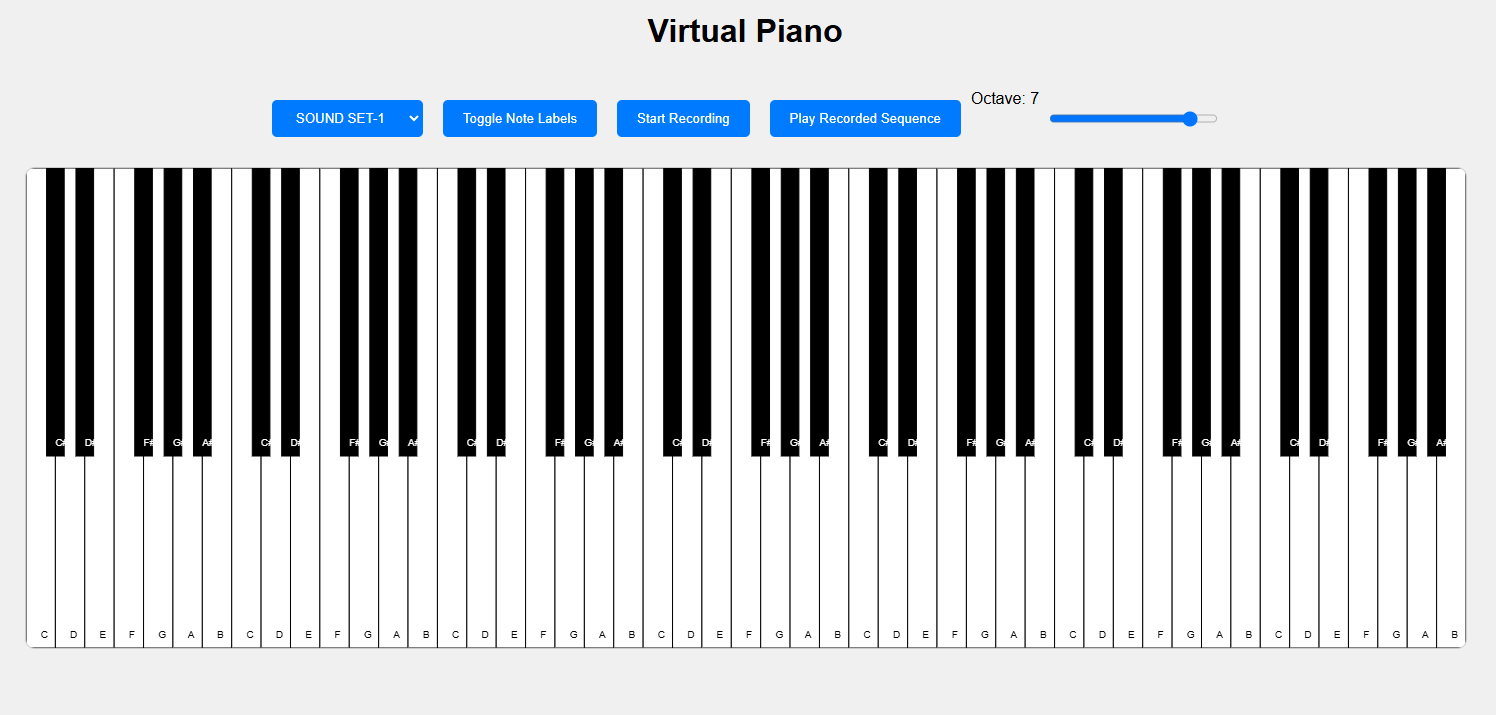 Virtual Piano
Octave: 7
SOUND SET-1 Toggle Note Labels Start Recording Play Recorded Sequence
C# D# F# G# A# C# D# F# G# A# C# D# F# G# A# C# D# F# G# A# C# D# F# G# A# C# D# F# G# A# C# D# F# G# A#
C D E F G A B C D E F G A B C D E F G A B C D E F G A B C D E F G A B C D E F G A B C D E F G A B